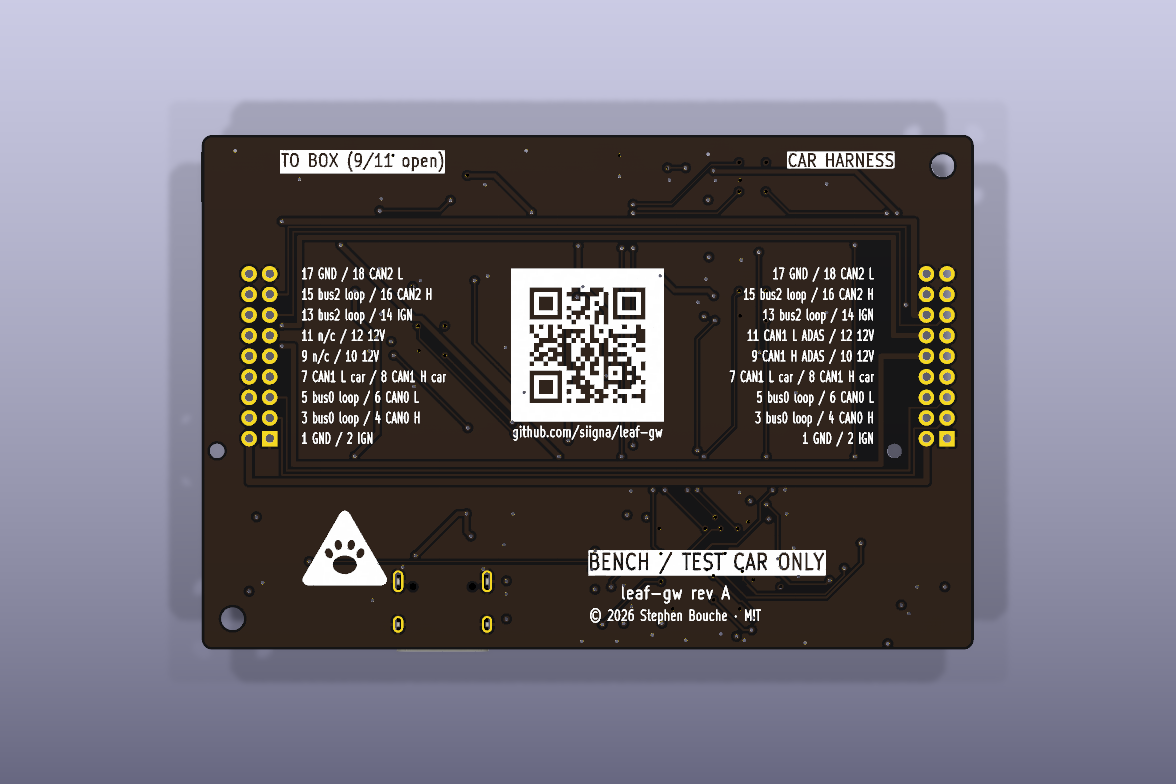 TO BOX (9/11 open)
CAR HARNESS
17 GND / 18 CAN2 L
15 bus2 loop / 16 CAN2 H
13 bus2 loop / 14 IGN
11 n/c / 12 12V
9 n/c / 10 12V
7 CAN1 L car / 8 CAN1 H car
5 bus0 loop / 6 CAN0 L
3 bus0 loop / 4 CAN0 H
1 GND / 2 IGN
17 GND / 18 CAN2 L
15 bus2 loop / 16 CAN2 H
13 bus2 loop / 14 IGN
11 CAN1 L ADAS / 12 12V
9 CAN1 H ADAS / 10 12V
7 CAN1 L car / 8 CAN1 H car
5 bus0 loop / 6 CAN0 L
3 bus0 loop / 4 CAN0 H
1 GND / 2 IGN
github.com/siigna/leaf-gw
BENCH / TEST CAR ONLY
leaf-gw rev A
© 2026 Stephen Bouche · MIT